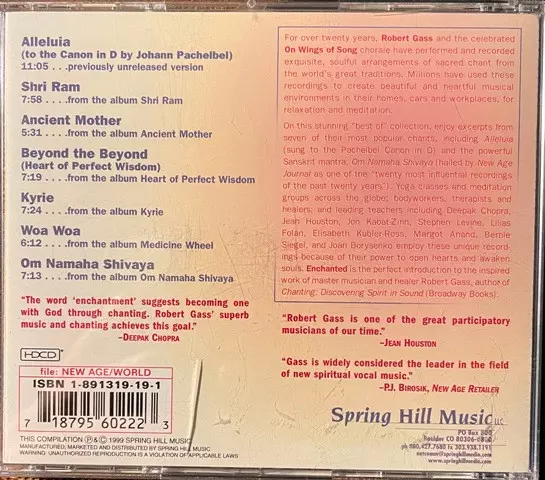 Alleluia
(to the Canon in D by Johann Pachelbel)
11:05 . . .previously unreleased version
Shri Ram
7:58 . . . .from the album Shri Ram
Ancient Mother
5:31 . . . .from the album Ancient Mother
Beyond the Beyond
(Heart of Perfect Wisdom)
7:19 . . . .from the album Heart of Perfect Wisdom
Kyrie
7:24 . . . .from the album Kyrie
Woa Woa
6:12 . . . .from the album Medicine Wheel
Om Namaha Shivaya
7:13 . . . .from the album Om Namaha Shivaya
"The word 'enchantment' suggests becoming one
with God through chanting. Robert Gass' superb
music and chanting achieves this goal."
–Deepak Chopra
HDCD
file: NEW AGE/WORLD
ISBN 1-891319-19-1
7 18795 60222 3
THIS COMPILATION ℗ & © 1999 SPRING HILL MUSIC
MANUFACTURED, MARKETED AND DISTRIBUTED BY SPRING HILL MUSIC
WARNING: UNAUTHORIZED REPRODUCTION IS A VIOLATION OF APPLICABLE LAWS
For over twenty years, Robert Gass and the celebrated
On Wings of Song chorale have performed and recorded
exquisite, soulful arrangements of sacred chant from
the world's great traditions. Millions have used these
recordings to create beautiful and heartful musical
environments in their homes, cars and workplaces, for
relaxation and meditation.
On this stunning "best of" collection, enjoy excerpts from
seven of their most popular chants, including Alleluia
(sung to the Pachelbel Canon in D) and the powerful
Sanskrit mantra, Om Namaha Shivaya (hailed by New Age
Journal as one of the "twenty most influential recordings
of the past twenty years"). Yoga classes and meditation
groups across the globe; bodyworkers, therapists and
healers; and leading teachers including Deepak Chopra,
Jean Houston, Jon Kabat-Zinn, Stephen Levine, Lilias
Folan, Elisabeth Kubler-Ross, Margot Anand, Bernie
Siegel, and Joan Borysenko employ these unique record-
ings because of their power to open hearts and awaken
souls. Enchanted is the perfect introduction to the inspired
work of master musician and healer Robert Gass, author
of Chanting: Discovering Spirit in Sound (Broadway Books).
"Robert Gass is one of the great participatory
musicians of our time."
–Jean Houston
"Gass is widely considered the leader in the field
of new spiritual vocal music."
–P.J. Birosik, New Age Retailer
Spring Hill Music LLC
PO Box 800
Boulder CO 80306-0800
www.springhillmedia.com